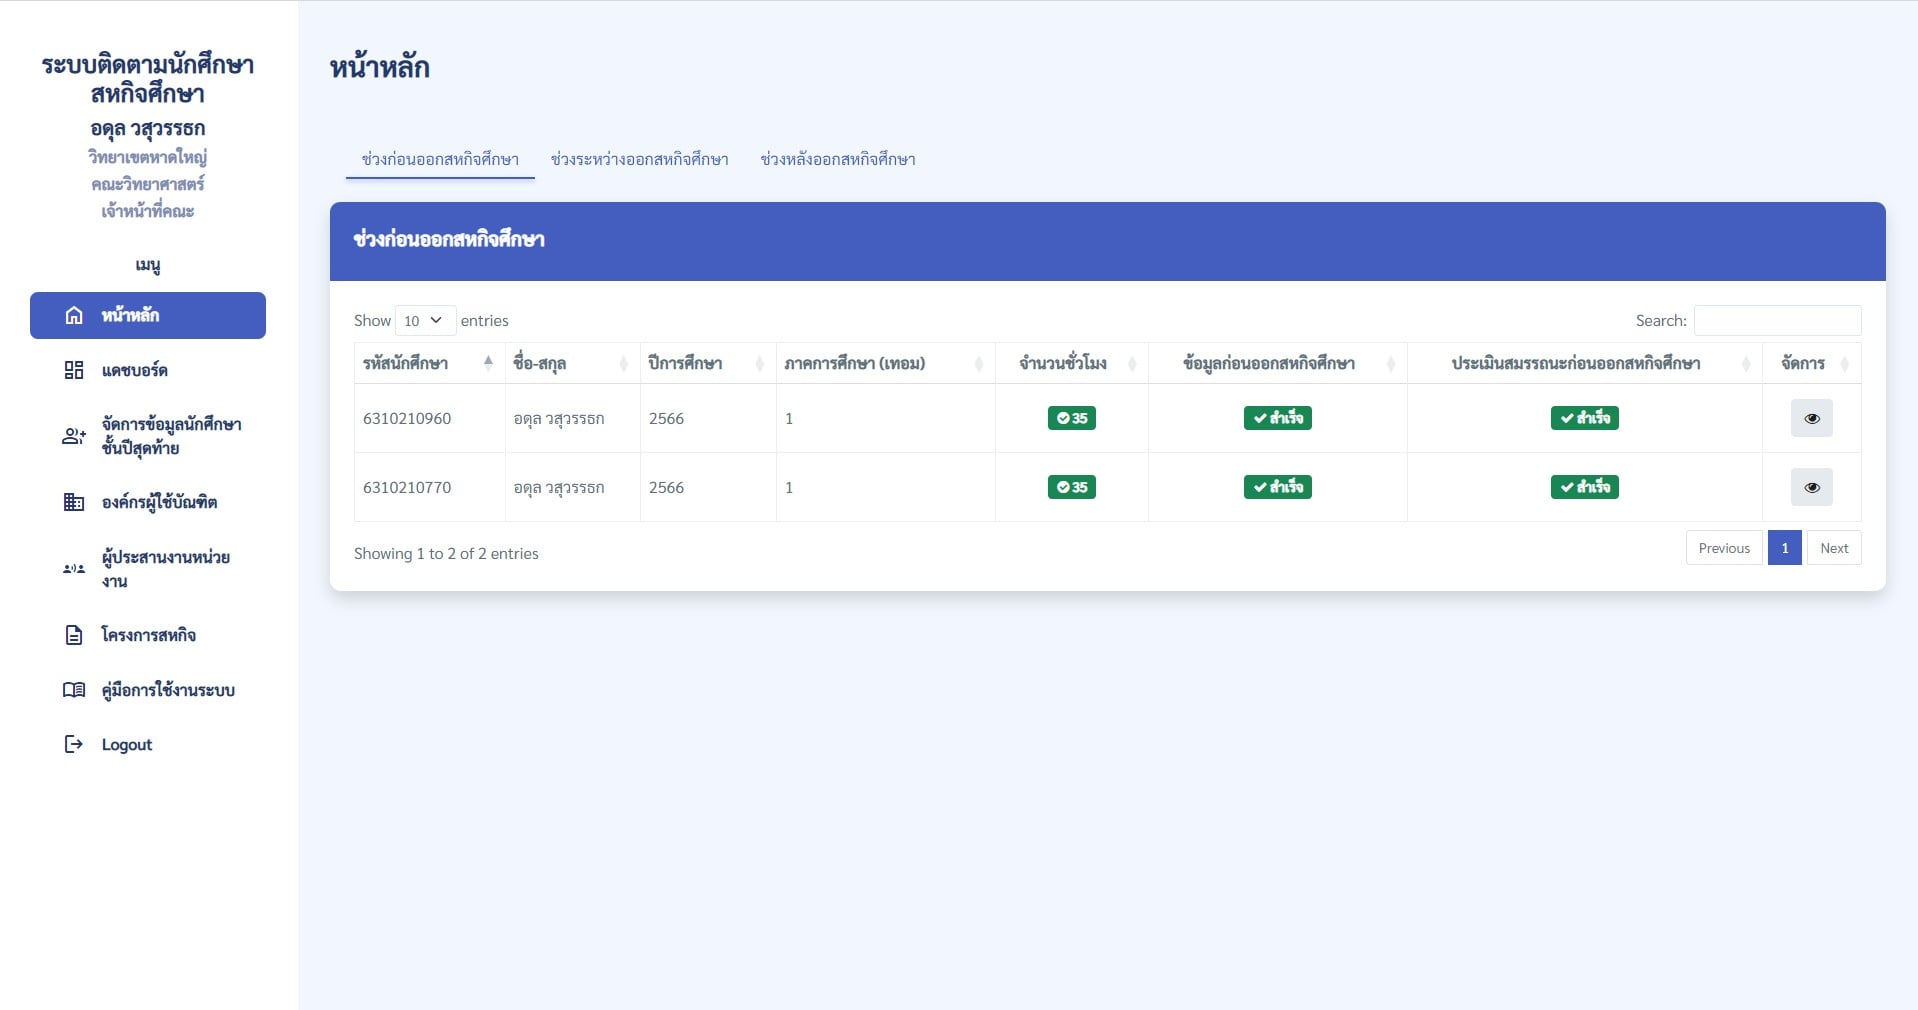 ระบบติดตามนักศึกษา
สหกิจศึกษา
อดุล วสุวรรธก
วิทยาเขตหาดใหญ่
คณะวิทยาศาสตร์
เจ้าหน้าที่คณะ
เมนู
หน้าหลัก
แดชบอร์ด
จัดการข้อมูลนักศึกษา
ชั้นปีสุดท้าย
องค์กรผู้ใช้บัณฑิต
ผู้ประสานงานหน่วย
งาน
โครงการสหกิจ
คู่มือการใช้งานระบบ
Logout
หน้าหลัก
ช่วงก่อนออกสหกิจศึกษา ช่วงระหว่างออกสหกิจศึกษา ช่วงหลังออกสหกิจศึกษา
ช่วงก่อนออกสหกิจศึกษา
Show 10 entries Search:
รหัสนักศึกษา ชื่อ-สกุล ปีการศึกษา ภาคการศึกษา (เทอม) จำนวนชั่วโมง ข้อมูลก่อนออกสหกิจศึกษา ประเมินสมรรถนะก่อนออกสหกิจศึกษา จัดการ
6310210960 อดุล วสุวรรธก 2566 1 35 สำเร็จ สำเร็จ
6310210770 อดุล วสุวรรธก 2566 1 35 สำเร็จ สำเร็จ
Showing 1 to 2 of 2 entries Previous 1 Next